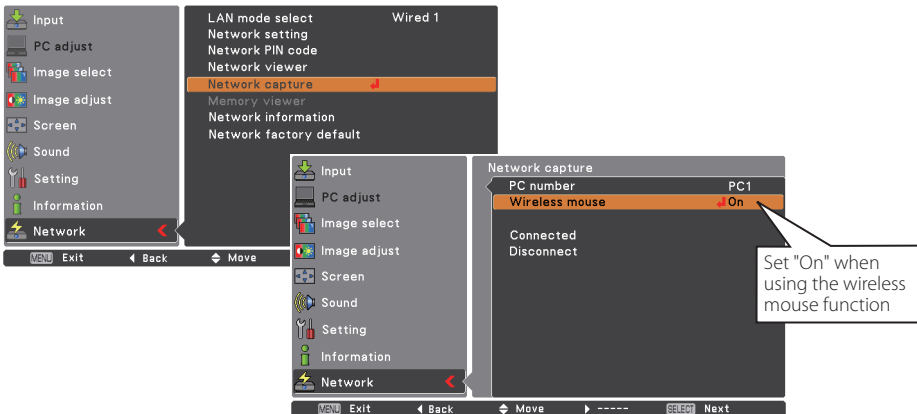 Input
PC adjust
Image select
Image adjust
Screen
Sound
Setting
Information
Network
LAN mode select Wired 1
Network setting
Network PIN code
Network viewer
Network capture
Memory viewer
Network information
Network factory default
MENU Exit Back Move
Input
PC adjust
Image select
Image adjust
Screen
Sound
Setting
Information
Network
Network capture
PC number PC1
Wireless mouse On
Connected
Disconnect
MENU Exit Back Move ----- SELECT Next
Set "On" when
using the wireless
mouse function